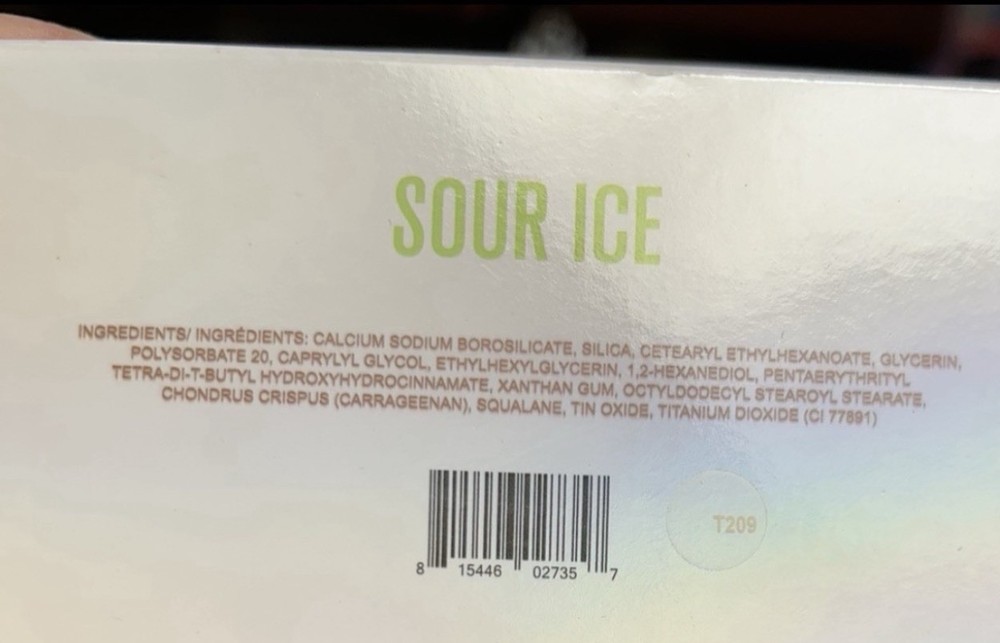 SOUR ICE
INGREDIENTS/ INGRÉDIENTS: CALCIUM SODIUM BOROSILICATE, SILICA, CETEARYL ETHYLHEXANOATE, GLYCERIN,
POLYSORBATE 20, CAPRYLYL GLYCOL, ETHYLHEXYLGLYCERIN, 1,2-HEXANEDIOL, PENTAERYTHRITYL
TETRA-DI-T-BUTYL HYDROXYHYDROCINNAMATE, XANTHAN GUM, OCTYLDODECYL STEAROYL STEARATE,
CHONDRUS CRISPUS (CARRAGEENAN), SQUALANE, TIN OXIDE, TITANIUM DIOXIDE (CI 77891)
T209
8 15446 02735 7